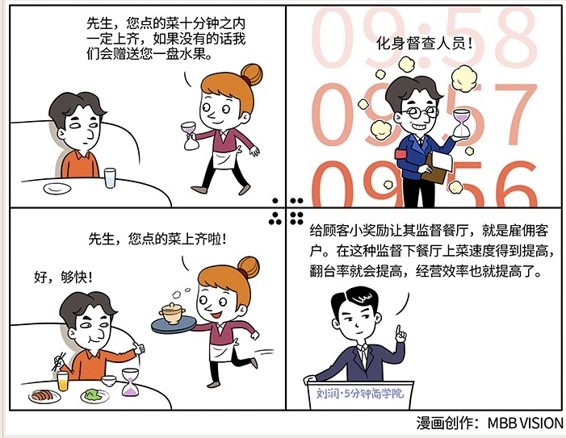 先生，您点的菜十分钟之内
一定上齐，如果没有的话我
们会赠送您一盘水果。
化身督查人员！
09:58
09:57
09:56
先生，您点的菜上齐啦！
好，够快！
给顾客小奖励让其监督餐厅，就是雇佣客
户。在这种监督下餐厅上菜速度得到提高，
翻台率就会提高，经营效率也就提高了。
刘润·5分钟商学院
漫画创作：MBB VISION